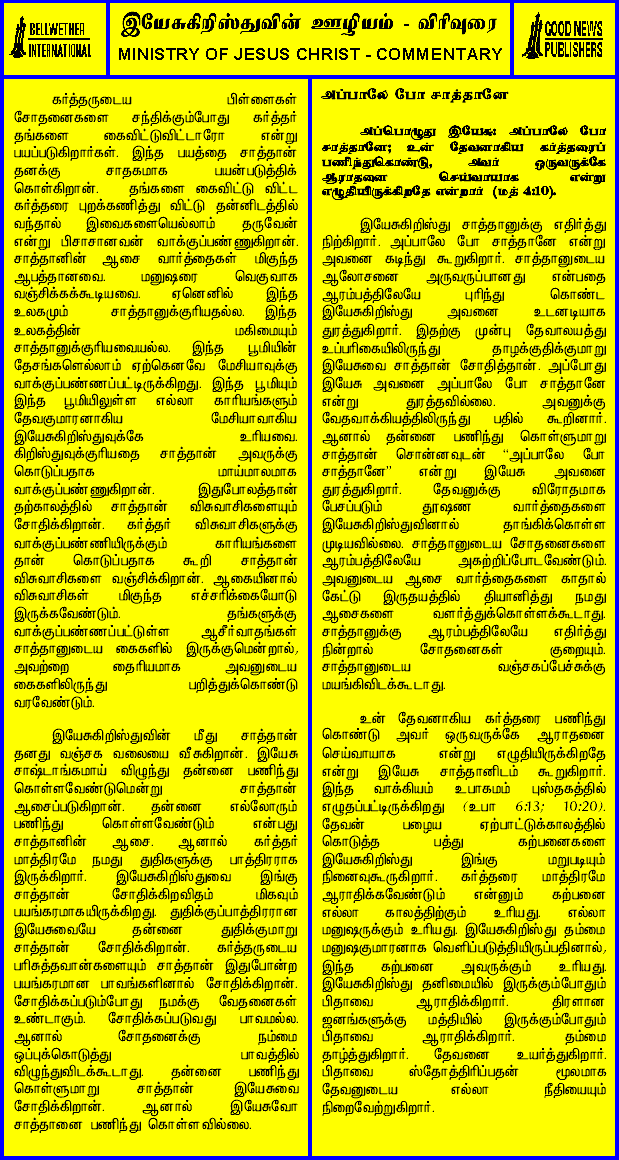 BELLWETHER
INTERNATIONAL
இயேசுகிறிஸ்துவின் ஊழியம் - விரிவுரை
MINISTRY OF JESUS CHRIST - COMMENTARY
GOOD NEWS
PUBLISHERS
கர்த்தருடைய பிள்ளைகள்
சோதனைகளை சந்திக்கும்போது கர்த்தர்
தங்களை கைவிட்டுவிட்டாரோ என்று
பயப்படுகிறார்கள். இந்த பயத்தை சாத்தான்
தனக்கு சாதகமாக பயன்படுத்திக்
கொள்கிறான். தங்களை கைவிட்டு விட்ட
கர்த்தரை புறக்கணித்து விட்டு தன்னிடத்தில்
வந்தால் இவைகளையெல்லாம் தருவேன்
என்று பிசாசானவன் வாக்குப்பண்ணுகிறான்.
சாத்தானின் ஆசை வார்த்தைகள் மிகுந்த
ஆபத்தானவை. மனுஷரை வெகுவாக
வஞ்சிக்கக்கூடியவை. ஏனெனில் இந்த
உலகமும் சாத்தானுக்குரியதல்ல. இந்த
உலகத்தின் மகிமையும்
சாத்தானுக்குரியவையல்ல. இந்த பூமியின்
தேசங்களெல்லாம் ஏற்கெனவே மேசியாவுக்கு
வாக்குப்பண்ணப்பட்டிருக்கிறது. இந்த பூமியும்
இந்த பூமியிலுள்ள எல்லா காரியங்களும்
தேவகுமாரனாகிய மேசியாவாகிய
இயேசுகிறிஸ்துவுக்கே உரியவை.
கிறிஸ்துவுக்குரியதை சாத்தான் அவருக்கு
கொடுப்பதாக மாய்மாலமாக
வாக்குப்பண்ணுகிறான். இதுபோலத்தான்
தற்காலத்தில் சாத்தான் விசுவாசிகளையும்
சோதிக்கிறான். கர்த்தர் விசுவாசிகளுக்கு
வாக்குப்பண்ணியிருக்கும் காரியங்களை
தான் கொடுப்பதாக கூறி சாத்தான்
விசுவாசிகளை வஞ்சிக்கிறான். ஆகையினால்
விசுவாசிகள் மிகுந்த எச்சரிக்கையோடு
இருக்கவேண்டும். தங்களுக்கு
வாக்குப்பண்ணப்பட்டுள்ள ஆசீர்வாதங்கள்
சாத்தானுடைய கைகளில் இருக்குமென்றால்,
அவற்றை தைரியமாக அவனுடைய
கைகளிலிருந்து பறித்துக்கொண்டு
வரவேண்டும்.
இயேசுகிறிஸ்துவின் மீது சாத்தான்
தனது வஞ்சக வலையை வீசுகிறான். இயேசு
சாஷ்டாங்கமாய் விழுந்து தன்னை பணிந்து
கொள்ளவேண்டுமென்று சாத்தான்
ஆசைப்படுகிறான். தன்னை எல்லோரும்
பணிந்து கொள்ளவேண்டும் என்பது
சாத்தானின் ஆசை. ஆனால் கர்த்தர்
மாத்திரமே நமது துதிகளுக்கு பாத்திரராக
இருக்கிறார். இயேசுகிறிஸ்துவை இங்கு
சாத்தான் சோதிக்கிறவிதம் மிகவும்
பயங்கரமாகயிருக்கிறது. துதிக்குப்பாத்திரரான
இயேசுவையே தன்னை துதிக்குமாறு
சாத்தான் சோதிக்கிறான். கர்த்தருடைய
பரிசுத்தவான்களையும் சாத்தான் இதுபோன்ற
பயங்கரமான பாவங்களினால் சோதிக்கிறான்.
சோதிக்கப்படும்போது நமக்கு வேதனைகள்
உண்டாகும். சோதிக்கப்படுவது பாவமல்ல.
ஆனால் சோதனைக்கு நம்மை
ஒப்புக்கொடுத்து பாவத்தில்
விழுந்துவிடக்கூடாது. தன்னை பணிந்து
கொள்ளுமாறு சாத்தான் இயேசுவை
சோதிக்கிறான். ஆனால் இயேசுவோ
சாத்தானை பணிந்து கொள்ளவில்லை.
அப்பாலே போ சாத்தானே
அப்பொழுது இயேசு: அப்பாலே போ
சாத்தானே; உன் தேவனாகிய கர்த்தரைப்
பணிந்துகொண்டு, அவர் ஒருவருக்கே
ஆராதனை செய்வாயாக என்று
எழுதியிருக்கிறதே என்றார் (மத் 4:10).
இயேசுகிறிஸ்து சாத்தானுக்கு எதிர்த்து
நிற்கிறார். அப்பாலே போ சாத்தானே என்று
அவனை கடிந்து கூறுகிறார். சாத்தானுடைய
ஆலோசனை அருவருப்பானது என்பதை
ஆரம்பத்திலேயே புரிந்து கொண்ட
இயேசுகிறிஸ்து அவனை உடனடியாக
துரத்துகிறார். இதற்கு முன்பு தேவாலயத்து
உப்பரிகையிலிருந்து தாழக்குதிக்குமாறு
இயேசுவை சாத்தான் சோதித்தான். அப்போது
இயேசு அவனை அப்பாலே போ சாத்தானே
என்று துரத்தவில்லை. அவனுக்கு
வேதவாக்கியத்திலிருந்து பதில் கூறினார்.
ஆனால் தன்னை பணிந்து கொள்ளுமாறு
சாத்தான் சொன்னவுடன் “அப்பாலே போ
சாத்தானே” என்று இயேசு அவனை
துரத்துகிறார். தேவனுக்கு விரோதமாக
பேசப்படும் தூஷண வார்த்தைகளை
இயேசுகிறிஸ்துவினால் தாங்கிக்கொள்ள
முடியவில்லை. சாத்தானுடைய சோதனைகளை
ஆரம்பத்திலேயே அகற்றிப்போடவேண்டும்.
அவனுடைய ஆசை வார்த்தைகளை காதால்
கேட்டு இருதயத்தில் தியானித்து நமது
ஆசைகளை வளர்த்துக்கொள்ளக்கூடாது.
சாத்தானுக்கு ஆரம்பத்திலேயே எதிர்த்து
நின்றால் சோதனைகள் குறையும்.
சாத்தானுடைய வஞ்சகப்பேச்சுக்கு
மயங்கிவிடக்கூடாது.
உன் தேவனாகிய கர்த்தரை பணிந்து
கொண்டு அவர் ஒருவருக்கே ஆராதனை
செய்வாயாக என்று எழுதியிருக்கிறதே
என்று இயேசு சாத்தானிடம் கூறுகிறார்.
இந்த வாக்கியம் உபாகமம் புஸ்தகத்தில்
எழுதப்பட்டிருக்கிறது (உபா 6:13; 10:20).
தேவன் பழைய ஏற்பாட்டுக்காலத்தில்
கொடுத்த பத்து கற்பனைகளை
இயேசுகிறிஸ்து இங்கு மறுபடியும்
நினைவுகூருகிறார். கர்த்தரை மாத்திரமே
ஆராதிக்கவேண்டும் என்னும் கற்பனை
எல்லா காலத்திற்கும் உரியது. எல்லா
மனுஷருக்கும் உரியது. இயேசுகிறிஸ்து தம்மை
மனுஷகுமாரனாக வெளிப்படுத்தியிருப்பதினால்,
இந்த கற்பனை அவருக்கும் உரியது.
இயேசுகிறிஸ்து தனிமையில் இருக்கும்போதும்
பிதாவை ஆராதிக்கிறார். திரளான
ஜனங்களுக்கு மத்தியில் இருக்கும்போதும்
பிதாவை ஆராதிக்கிறார். தம்மை
தாழ்த்துகிறார். தேவனை உயர்த்துகிறார்.
பிதாவை ஸ்தோத்திரிப்பதன் மூலமாக
தேவனுடைய எல்லா நீதியையும்
நிறைவேற்றுகிறார்.